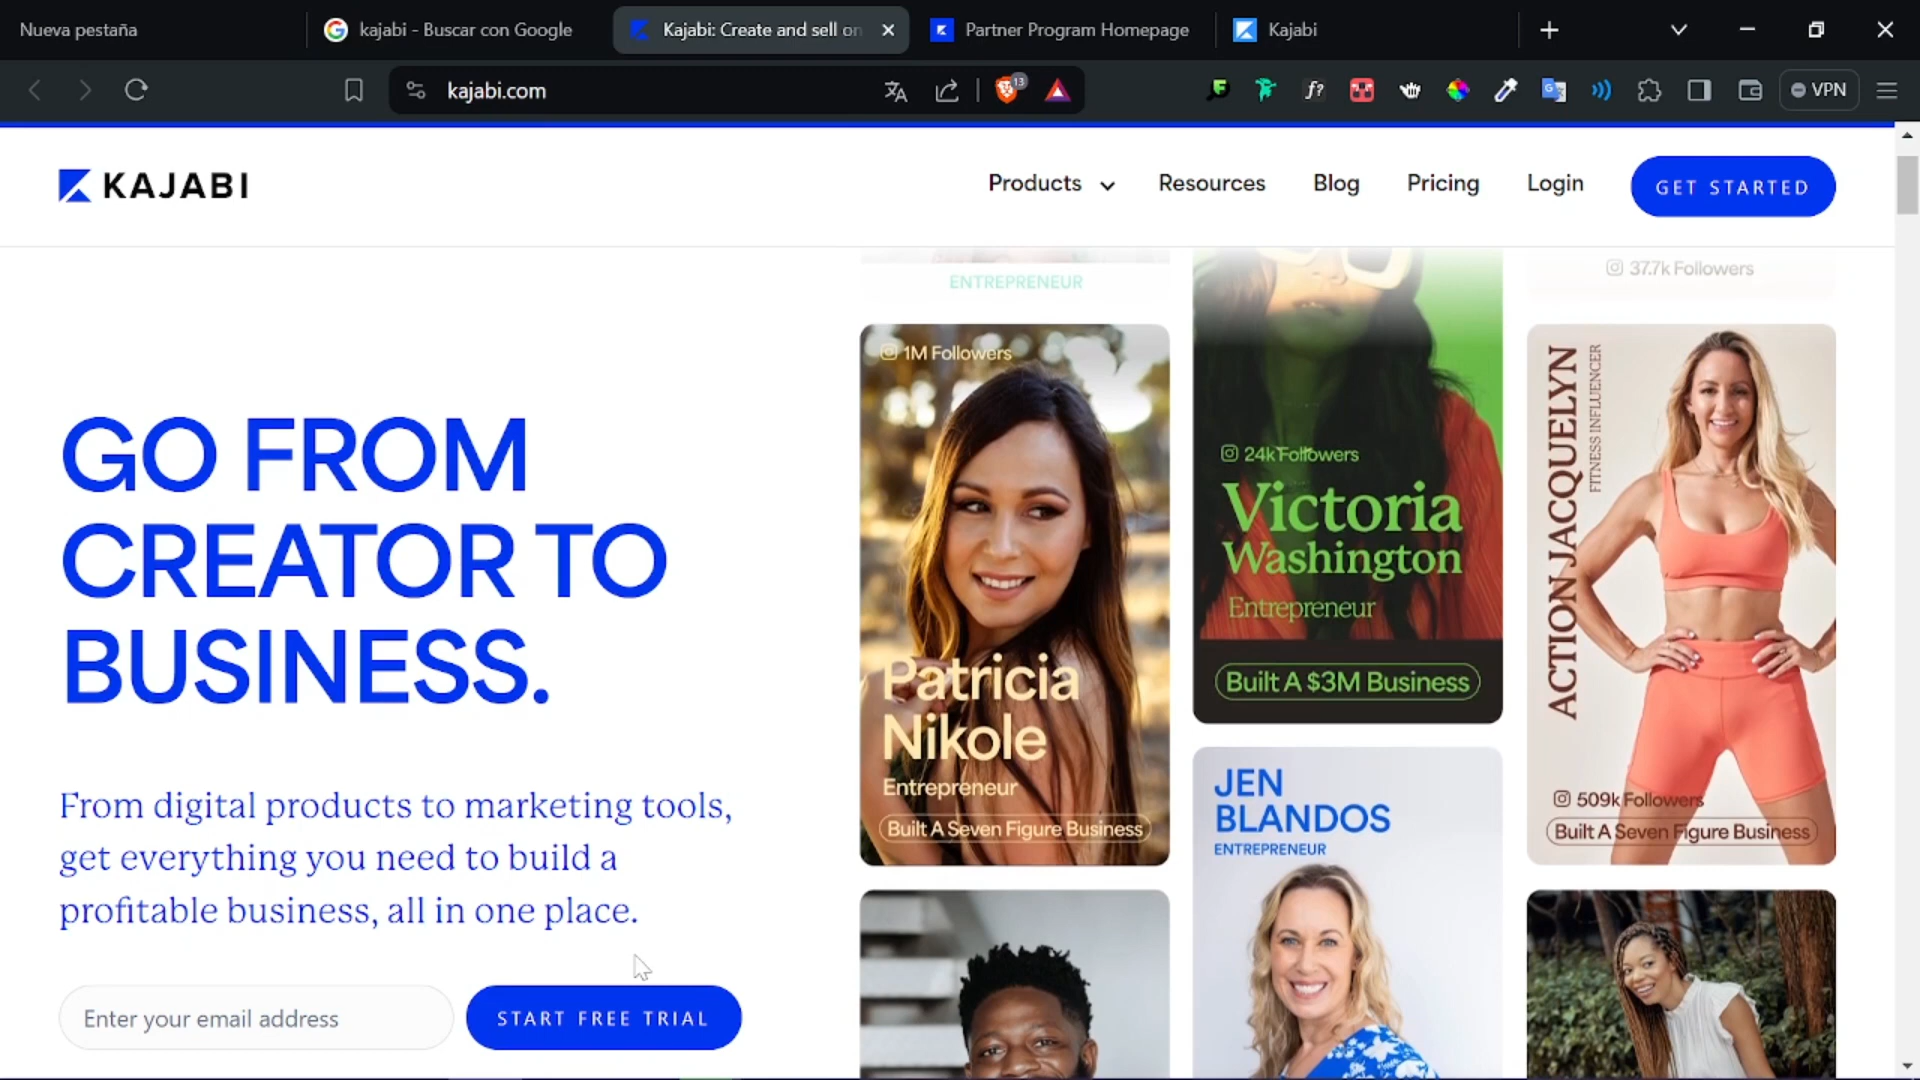 Nueva pestaña
kajabi - Buscar con Google
Kajabi: Create and sell on
Partner Program Homepage
Kajabi
kajabi.com
13
f?
VPN
KAJABI
Products
Resources
Blog
Pricing
Login
GET STARTED
GO FROM
CREATOR TO
BUSINESS.
From digital products to marketing tools,
get everything you need to build a
profitable business, all in one place.
Enter your email address
START FREE TRIAL
ENTREPRENEUR
1M Followers
Patricia
Nikole
Entrepreneur
Built A Seven Figure Business
24k Followers
Victoria
Washington
Entrepreneur
Built A $3M Business
JEN
BLANDOS
ENTREPRENEUR
37.7k Followers
ACTION JACQUELYN
FITNESS INFLUENCER
509k Followers
Built A Seven Figure Business